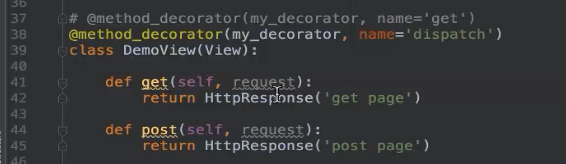 36
37 # @method_decorator(my_decorator, name='get')
38 @method_decorator(my_decorator, name='dispatch')
39 class DemoView(View):
40
41     def get(self, request):
42         return HttpResponse('get page')
43
44     def post(self, request):
45         return HttpResponse('post page')
46